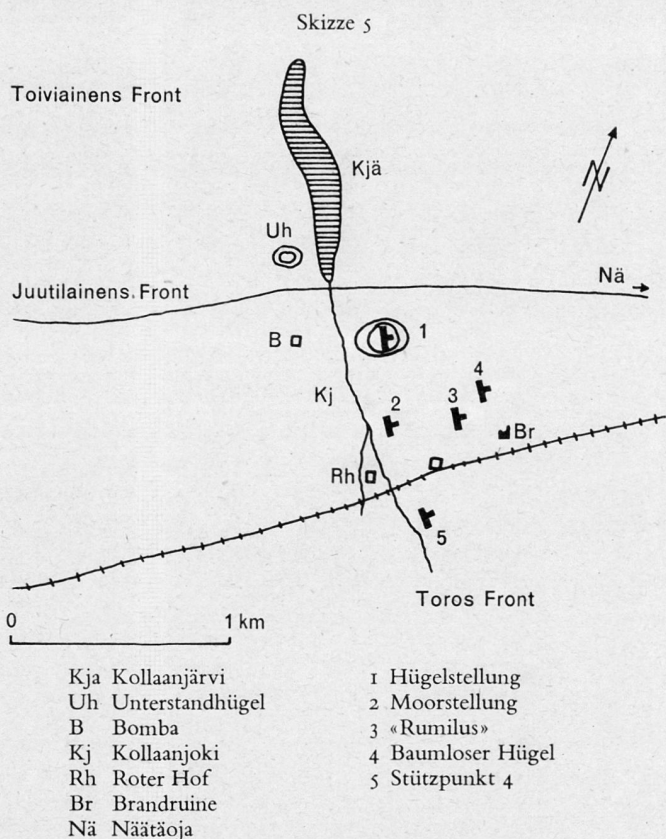 Skizze 5
Toiviainens Front
Kjä
N
Uh
Nä
Juutilainens Front
B
1
Kj
4
3
2
Br
Rh
5
Toros Front
0 1 km
Kja Kollaanjärvi
Uh Unterstandhügel
B Bomba
Kj Kollaanjoki
Rh Roter Hof
Br Brandruine
Nä Näätäoja
1 Hügelstellung
2 Moorstellung
3 «Rumilus»
4 Baumloser Hügel
5 Stützpunkt 4